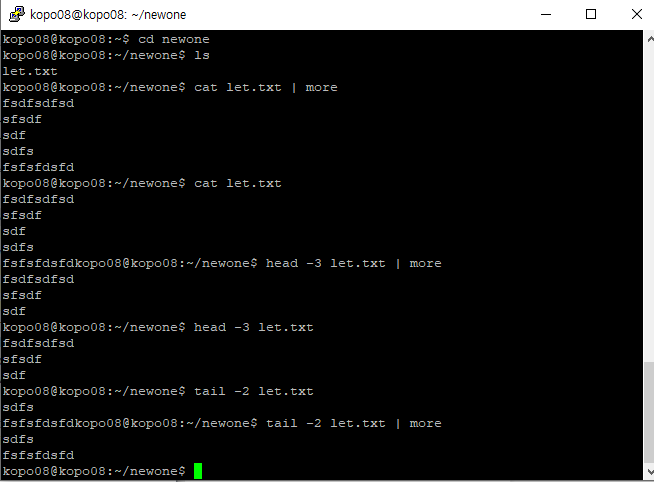 kopo08@kopo08: ~/newone
kopo08@kopo08:~$ cd newone
kopo08@kopo08:~/newone$ ls
let.txt
kopo08@kopo08:~/newone$ cat let.txt | more
fsdfsdfsd
sfsdf
sdf
sdfs
fsfsfdsfd
kopo08@kopo08:~/newone$ cat let.txt
fsdfsdfsd
sfsdf
sdf
sdfs
fsfsfdsfdkopo08@kopo08:~/newone$ head -3 let.txt | more
fsdfsdfsd
sfsdf
sdf
kopo08@kopo08:~/newone$ head -3 let.txt
fsdfsdfsd
sfsdf
sdf
kopo08@kopo08:~/newone$ tail -2 let.txt
sdfs
fsfsfdsfdkopo08@kopo08:~/newone$ tail -2 let.txt | more
sdfs
fsfsfdsfd
kopo08@kopo08:~/newone$